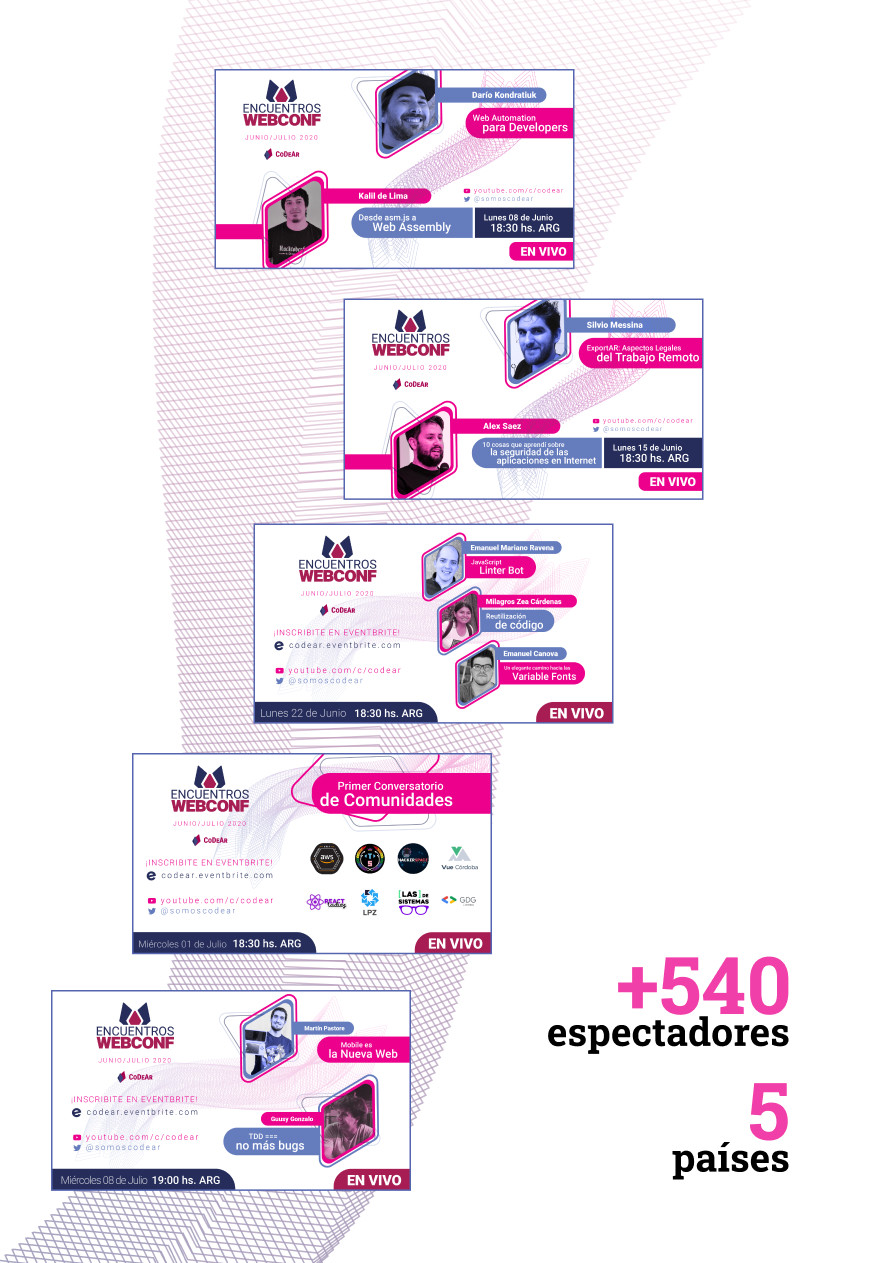 ENCUENTROS
WEBCONF
JUNIO/JULIO 2020
CoDeAr
Darío Kondratiuk
Web Automation
para Developers
Kalil de Lima
Desde asm.js a
Web Assembly
youtube.com/c/codear
@somoscodear
Lunes 08 de Junio
18:30 hs. ARG
EN VIVO
ENCUENTROS
WEBCONF
JUNIO/JULIO 2020
CoDeAr
Silvio Messina
ExportAR: Aspectos Legales
del Trabajo Remoto
Alex Saez
10 cosas que aprendí sobre
la seguridad de las
aplicaciones en Internet
youtube.com/c/codear
@somoscodear
Lunes 15 de Junio
18:30 hs. ARG
EN VIVO
ENCUENTROS
WEBCONF
JUNIO/JULIO 2020
CoDeAr
¡INSCRIBITE EN EVENTBRITE!
codear.eventbrite.com
youtube.com/c/codear
@somoscodear
Emanuel Mariano Ravena
JavaScript
Linter Bot
Milagros Zea Cárdenas
Reutilización
de código
Emanuel Canova
Un elegante camino hacia las
Variable Fonts
Lunes 22 de Junio 18:30 hs. ARG
EN VIVO
ENCUENTROS
WEBCONF
JUNIO/JULIO 2020
CoDeAr
¡INSCRIBITE EN EVENTBRITE!
codear.eventbrite.com
youtube.com/c/codear
@somoscodear
Primer Conversatorio
de Comunidades
aws
HACKERSPACE
Vue Córdoba
REACT
LPZ
[LAS] DE
SISTEMAS
GDG
Miércoles 01 de Julio 18:30 hs. ARG
EN VIVO
ENCUENTROS
WEBCONF
JUNIO/JULIO 2020
CoDeAr
¡INSCRIBITE EN EVENTBRITE!
codear.eventbrite.com
youtube.com/c/codear
@somoscodear
Martín Pastore
Mobile es
la Nueva Web
Guusy Gonzalo
TDD ===
no más bugs
Miércoles 08 de Julio 19:00 hs. ARG
EN VIVO
+540
espectadores
5
países